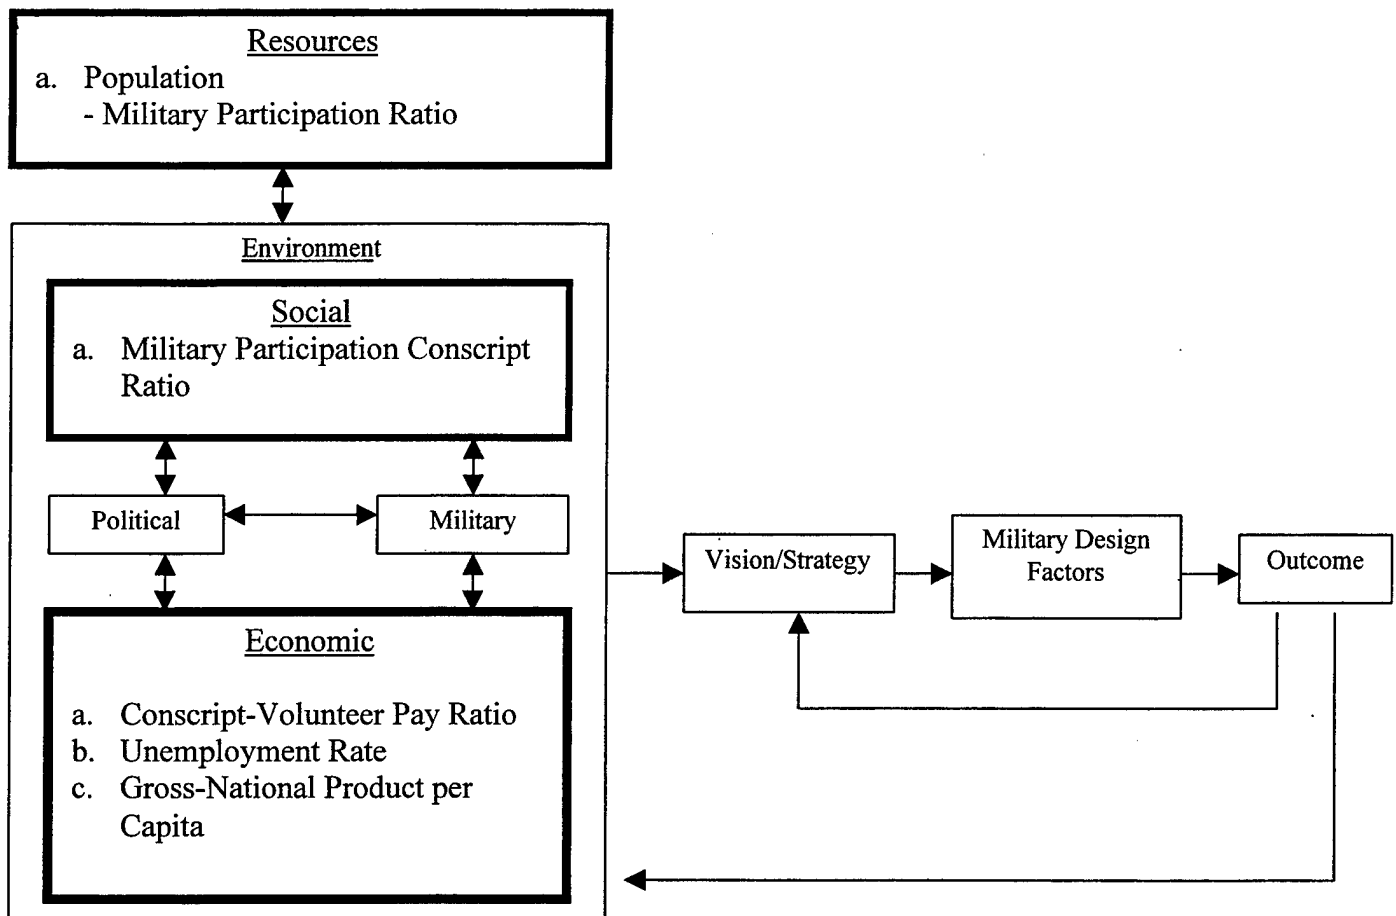 Resources
a. Population
- Military Participation Ratio
Environment
Social
a. Military Participation Conscript
Ratio
Political
Military
Economic
a. Conscript-Volunteer Pay Ratio
b. Unemployment Rate
c. Gross-National Product per
Capita
Vision/Strategy
Military Design
Factors
Outcome